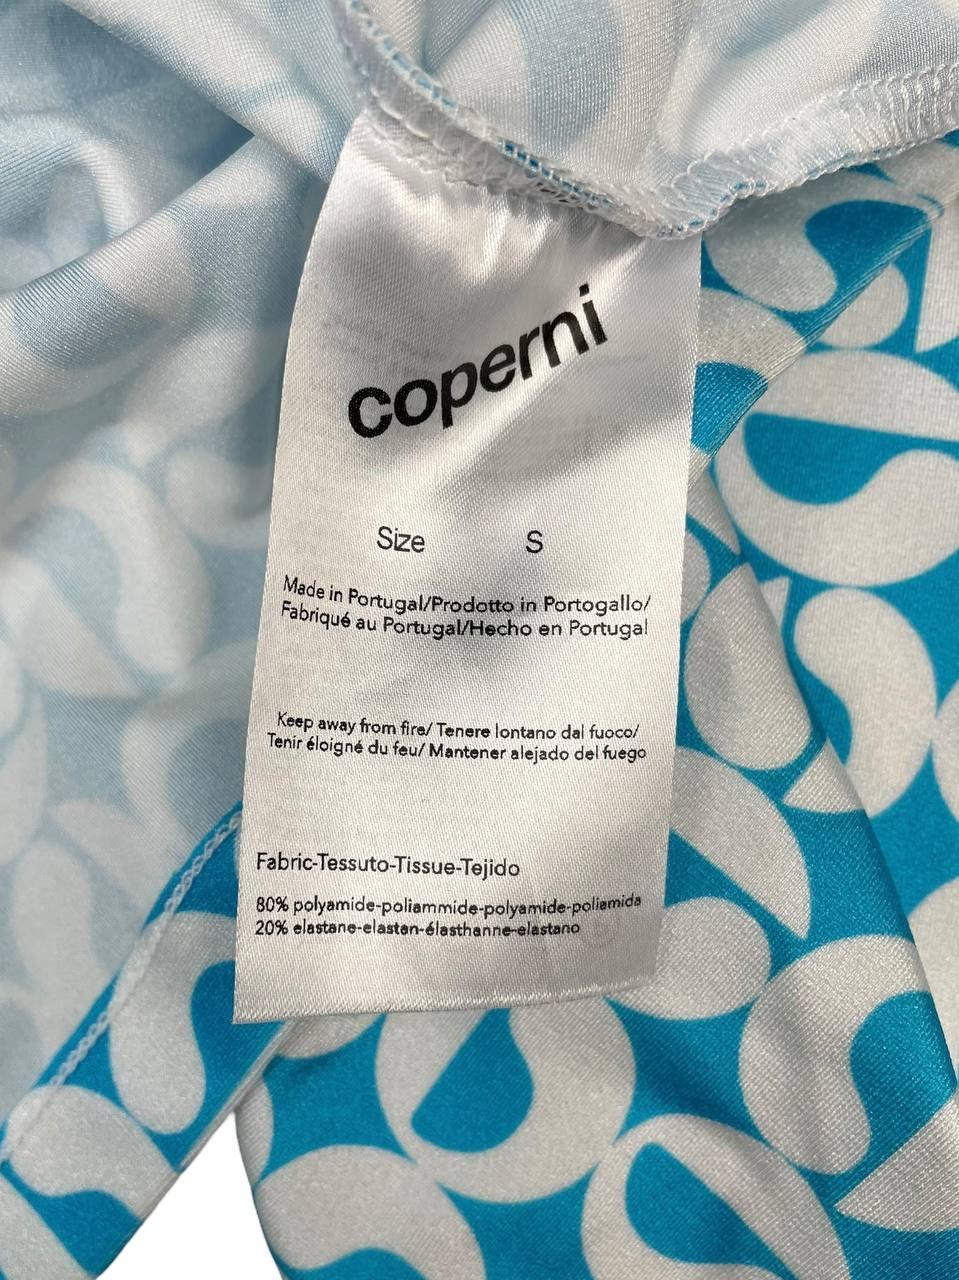 coperni
Size S
Made in Portugal/Prodotto in Portogallo/
Fabriqué au Portugal/Hecho en Portugal
Keep away from fire/ Tenere lontano dal fuoco/
Tenir éloigné du feu/ Mantener alejado del fuego
Fabric-Tessuto-Tissue-Tejido
80% polyamide-poliammide-polyamide-poliamida
20% elastane-elastan-élasthanne-elastano